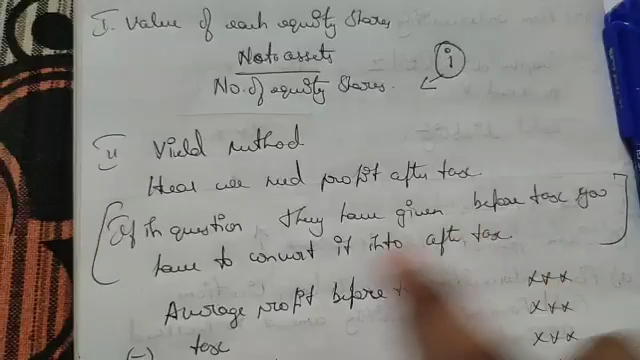 I. Value of each equity shares
Net assets
No. of equity shares.
i
II Yield method
Hear we need profit after tax
If in question They have given before tax you
have to convert it into after tax
Average profit before xxx
(-) tax xxx
xxx